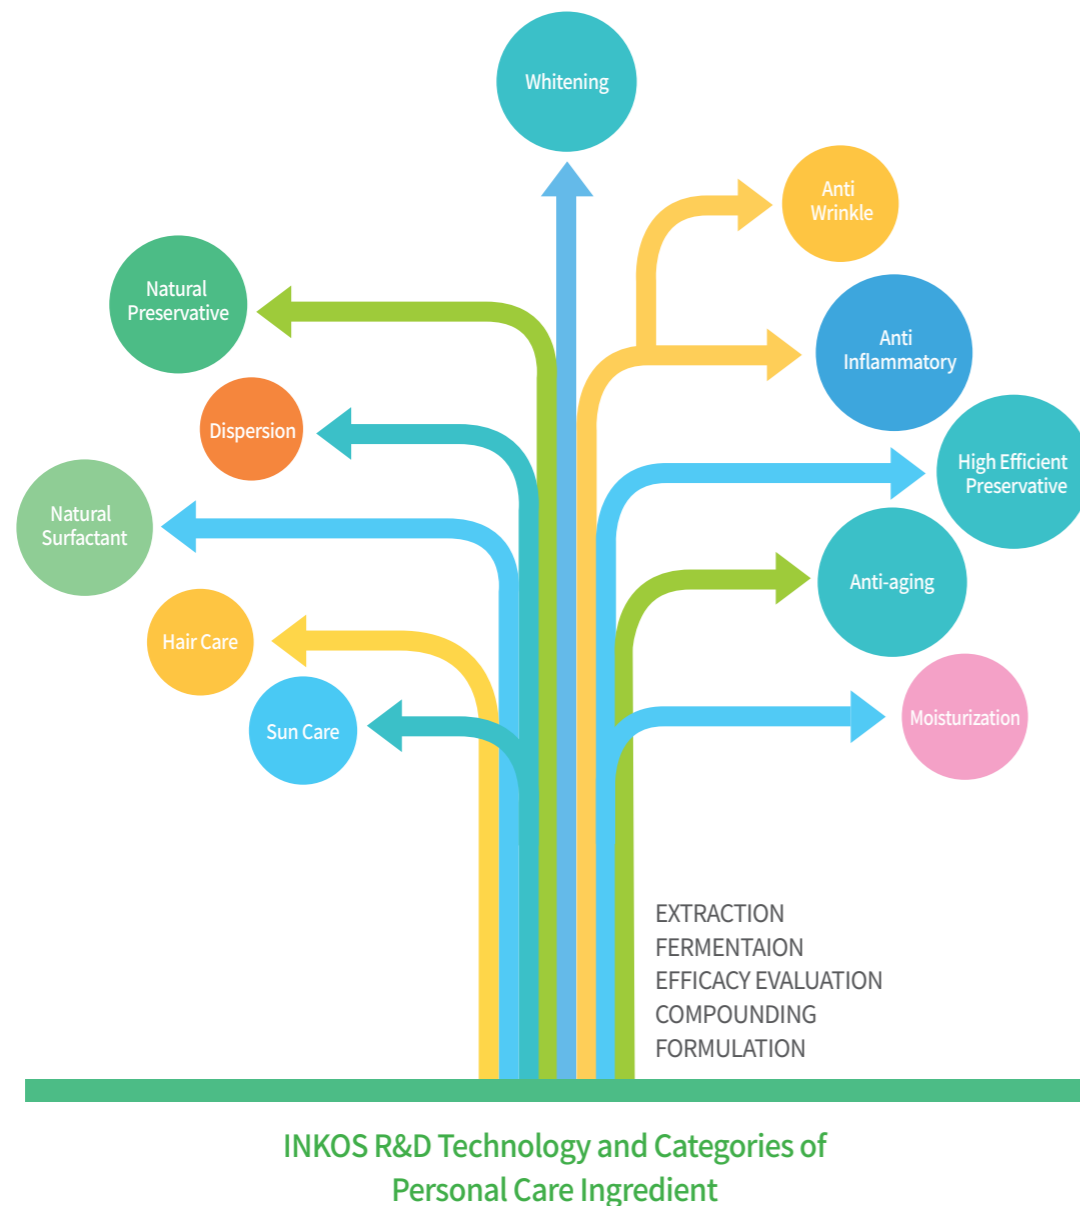 Whitening
Anti
Wrinkle
Natural
Preservative
Anti
Inflammatory
Dispersion
High Efficient
Preservative
Natural
Surfactant
Anti-aging
Hair Care
Sun Care
Moisturization
EXTRACTION
FERMENTAION
EFFICACY EVALUATION
COMPOUNDING
FORMULATION
INKOS R&D Technology and Categories of
Personal Care Ingredient